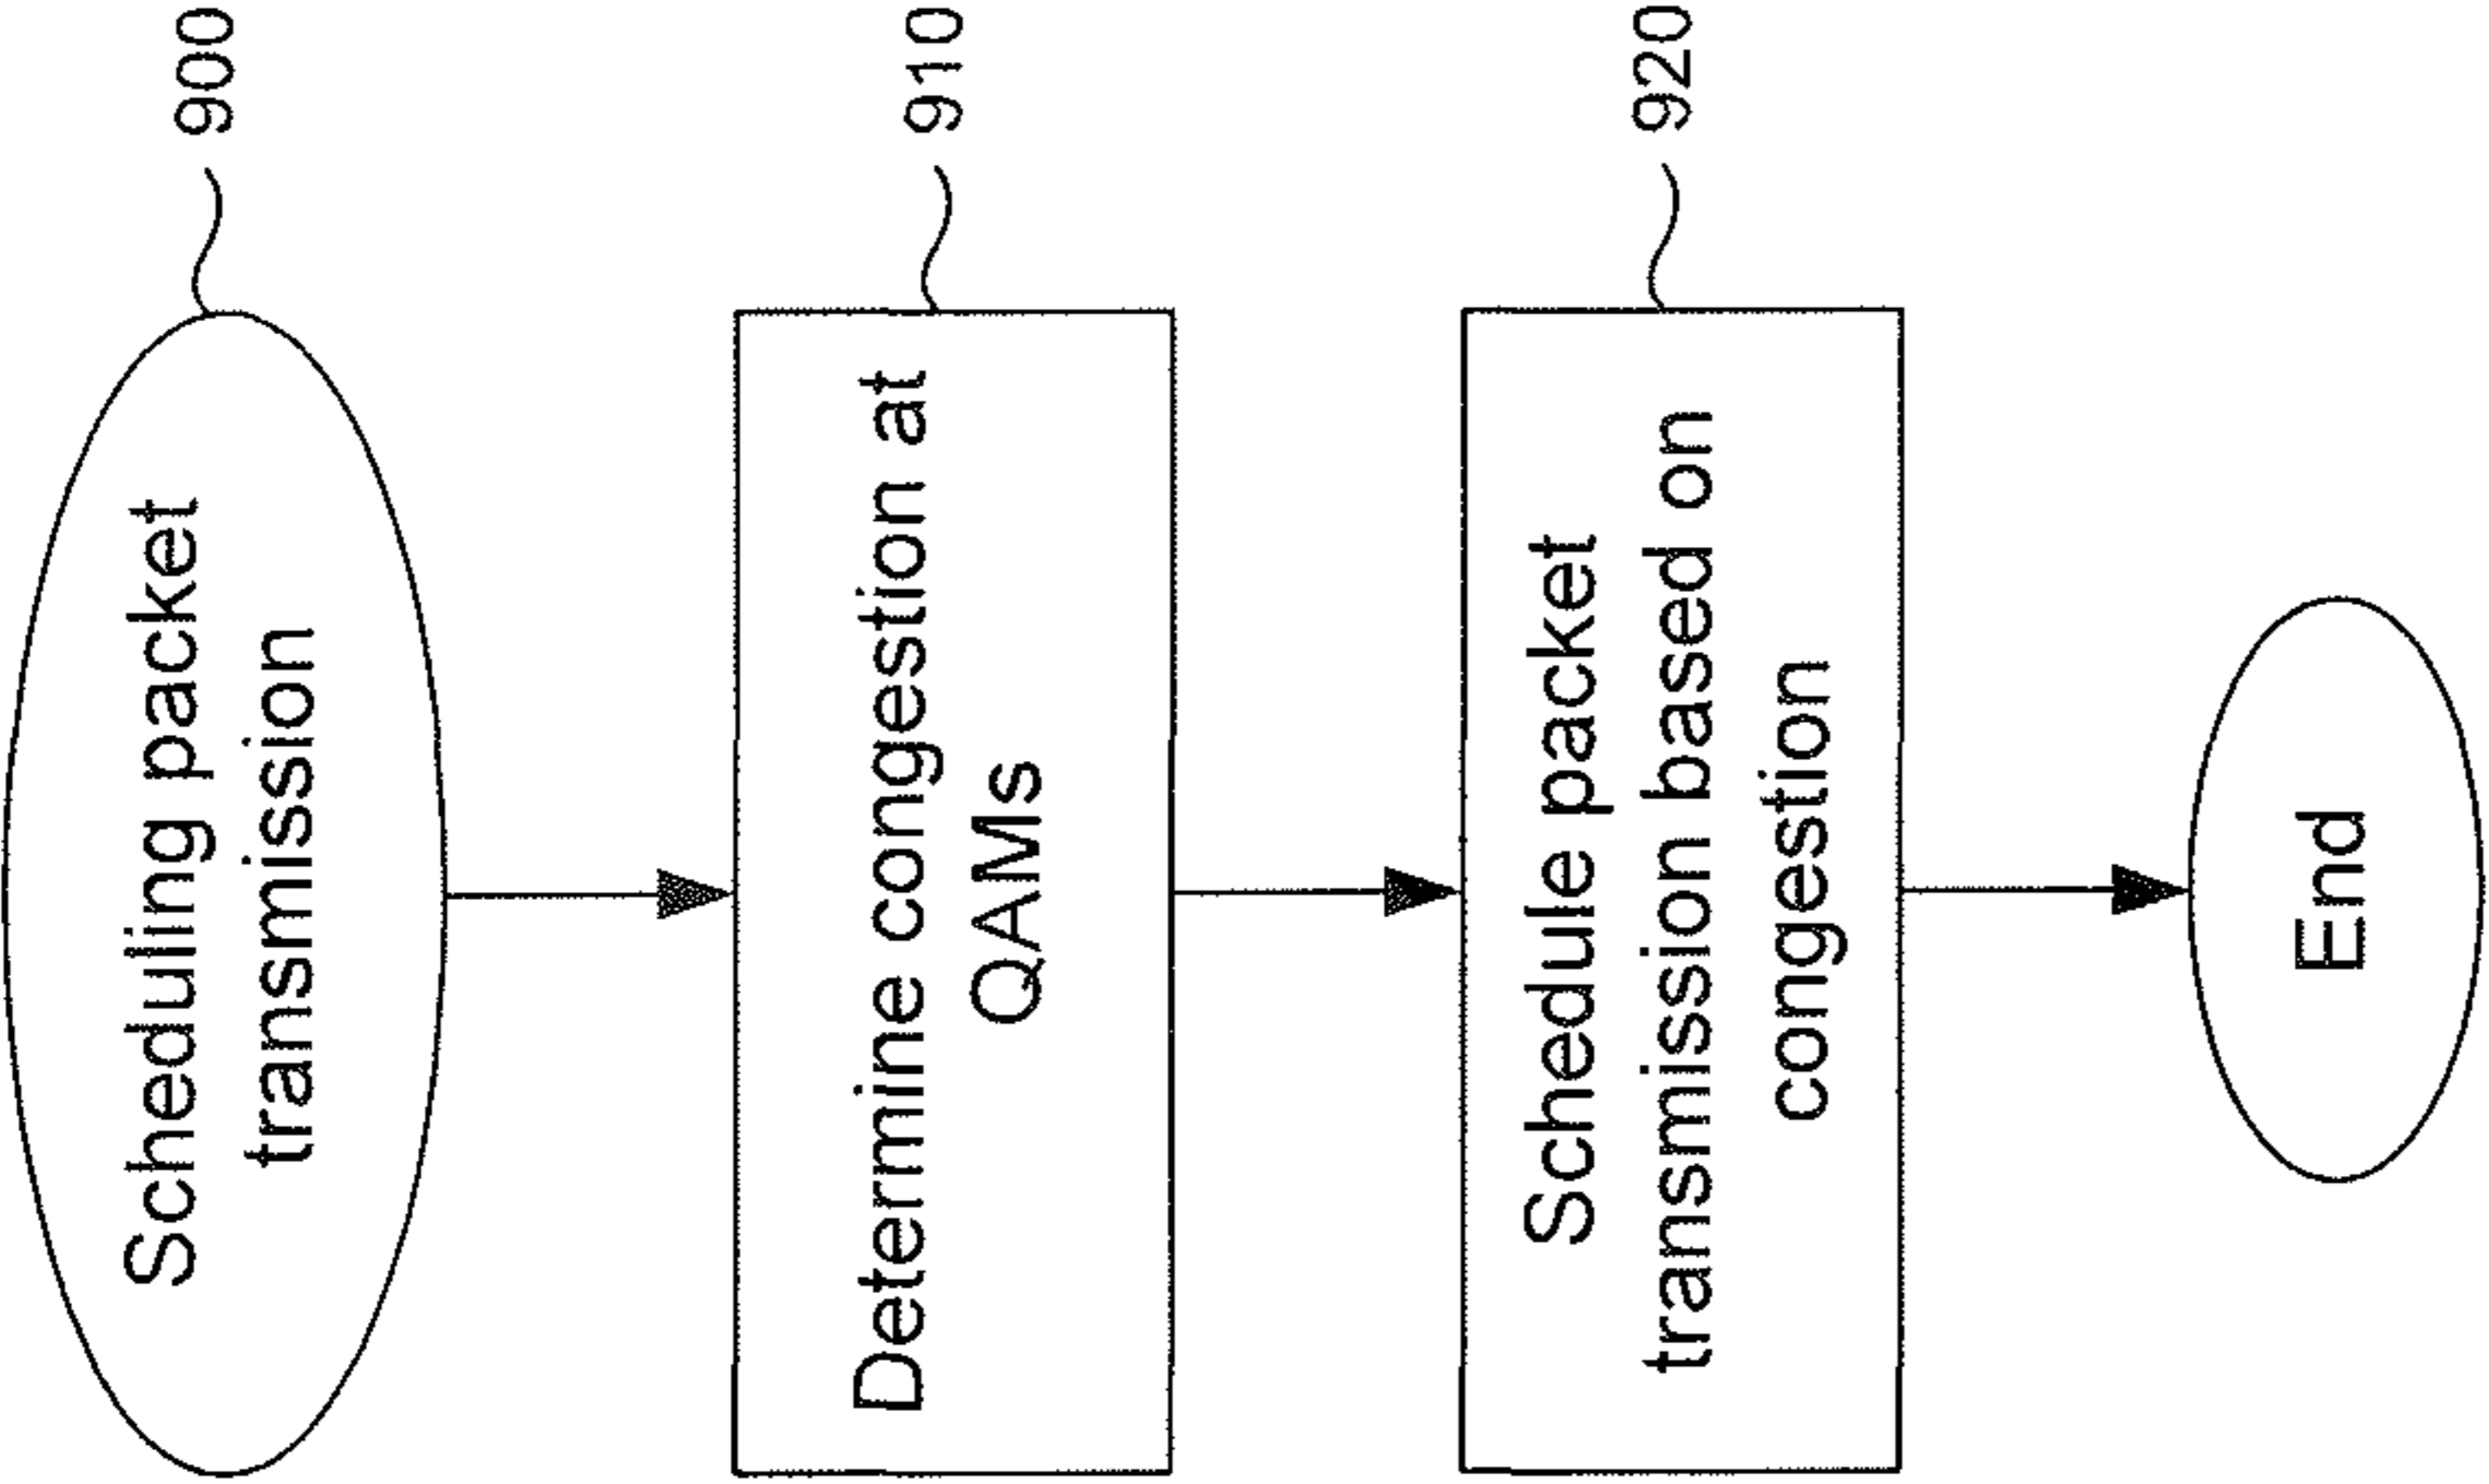 Scheduling packet
transmission
900
Determine congestion at
QAMs
910
Schedule packet
transmission based on
congestion
920
End